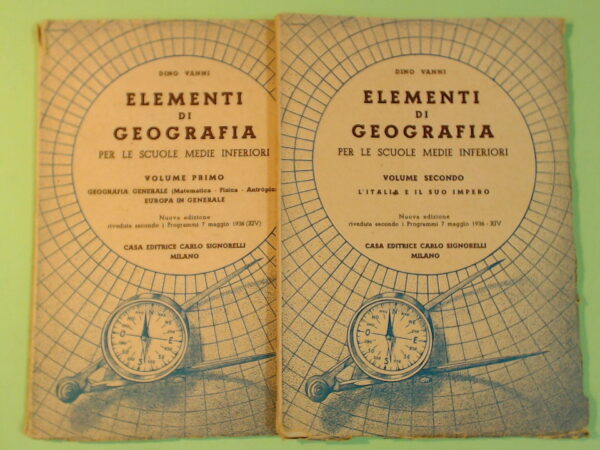 DINO VANNI
ELEMENTI
DI
GEOGRAFIA
PER LE SCUOLE MEDIE INFERIORI
VOLUME PRIMO
GEOGRAFIA GENERALE (Matematica - Fisica - Antropica
EUROPA IN GENERALE
Nuova edizione
riveduta secondo i Programmi 7 maggio 1936 (XIV)
CASA EDITRICE CARLO SIGNORELLI
MILANO
N
O
E
S
DINO VANNI
ELEMENTI
DI
GEOGRAFIA
PER LE SCUOLE MEDIE INFERIORI
VOLUME SECONDO
L'ITALIA E IL SUO IMPERO
Nuova edizione
riveduta secondo i Programmi 7 maggio 1936 - XIV
CASA EDITRICE CARLO SIGNORELLI
MILANO
N
O
E
S